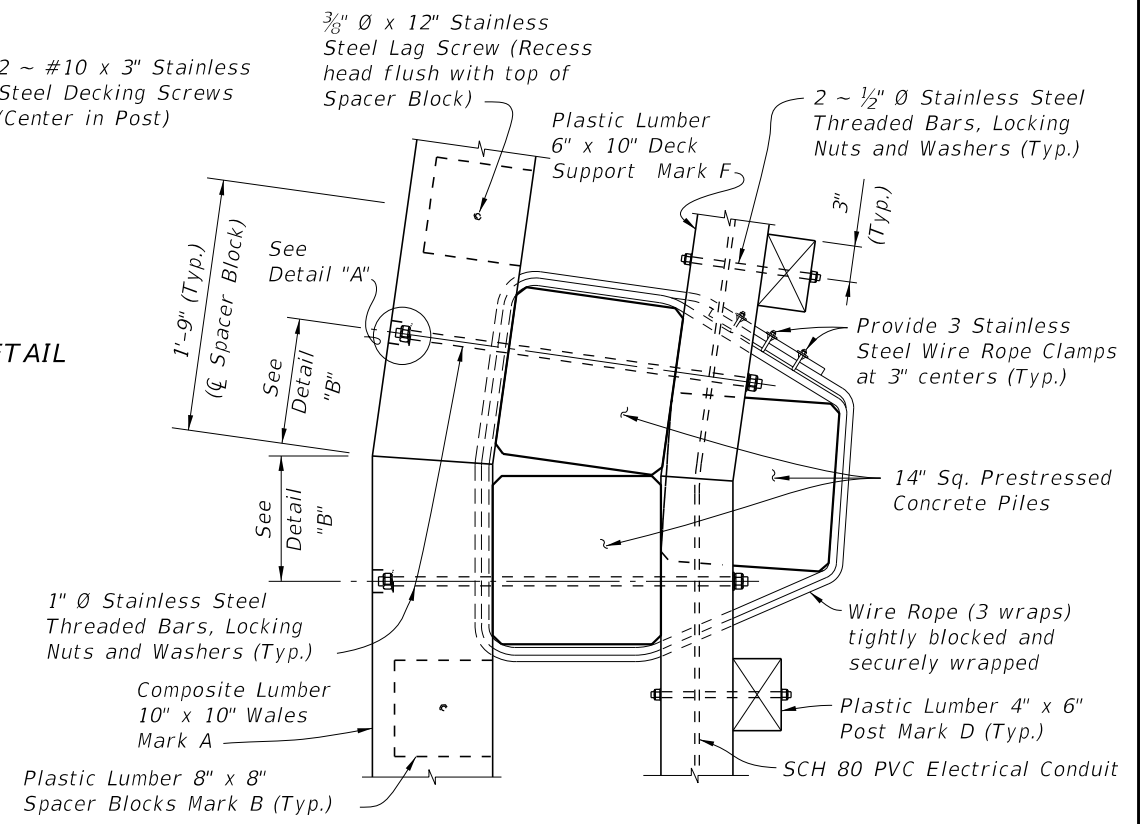 ⅜" Ø x 12" Stainless
Steel Lag Screw (Recess
head flush with top of
Spacer Block)
2 ~ #10 x 3" Stainless
Steel Decking Screws
(Center in Post)
2 ~ ½" Ø Stainless Steel
Threaded Bars, Locking
Nuts and Washers (Typ.)
Plastic Lumber
6" x 10" Deck
Support Mark F
3"
(Typ.)
1'-9" (Typ.)
(℄ Spacer Block)
See
Detail "A"
See
Detail
"B"
ETAIL
Provide 3 Stainless
Steel Wire Rope Clamps
at 3" centers (Typ.)
14" Sq. Prestressed
Concrete Piles
See
Detail
"B"
1" Ø Stainless Steel
Threaded Bars, Locking
Nuts and Washers (Typ.)
Wire Rope (3 wraps)
tightly blocked and
securely wrapped
Composite Lumber
10" x 10" Wales
Mark A
Plastic Lumber 4" x 6"
Post Mark D (Typ.)
SCH 80 PVC Electrical Conduit
Plastic Lumber 8" x 8"
Spacer Blocks Mark B (Typ.)